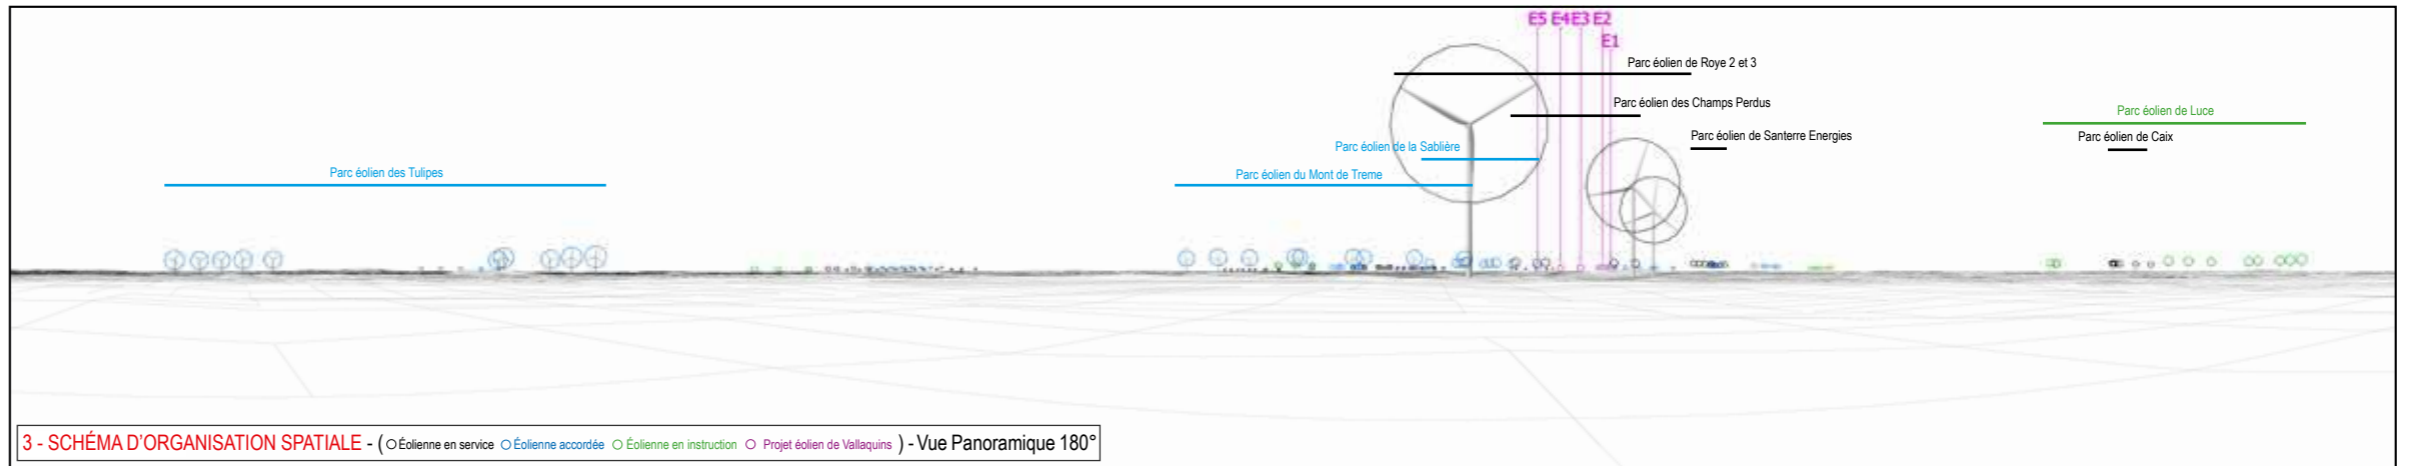 E5 E4 E3 E2
E1
Parc éolien de Roye 2 et 3
Parc éolien des Champs Perdus
Parc éolien de Luce
Parc éolien de Santerre Energies
Parc éolien de Caix
Parc éolien de la Sablière
Parc éolien des Tulipes
Parc éolien du Mont de Treme
3 - SCHÉMA D'ORGANISATION SPATIALE - ( Éolienne en service Éolienne accordée Éolienne en instruction Projet éolien de Vallaquins ) - Vue Panoramique 180°